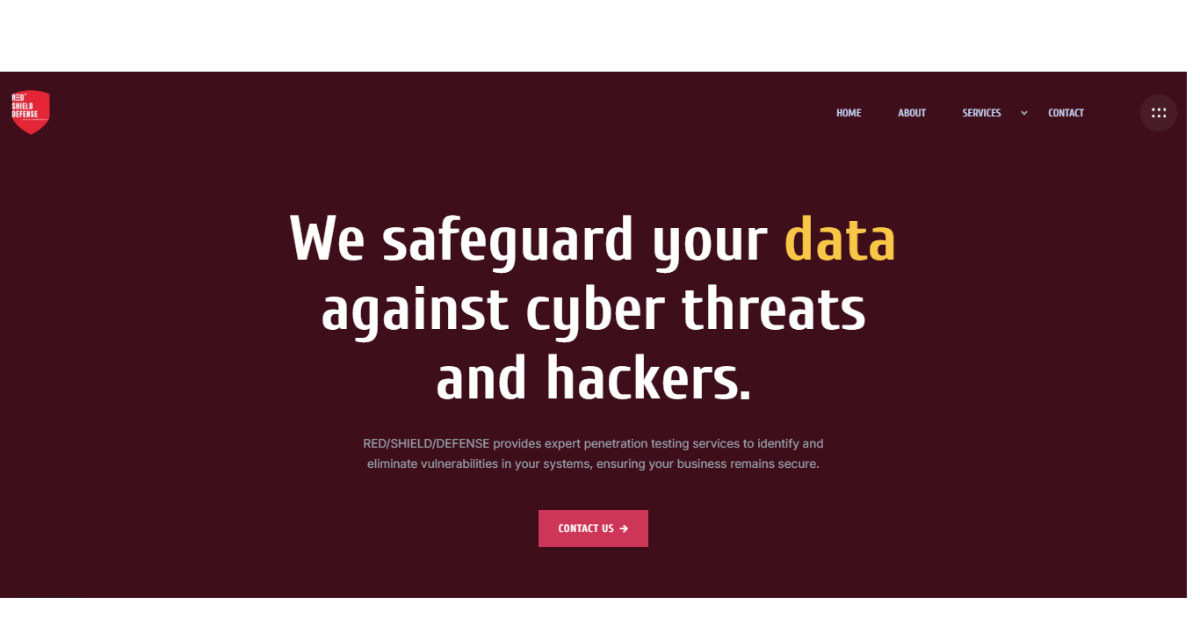 RED
SHIELD
DEFENSE
HOME
ABOUT
SERVICES
CONTACT
We safeguard your data
against cyber threats
and hackers.
RED/SHIELD/DEFENSE provides expert penetration testing services to identify and
eliminate vulnerabilities in your systems, ensuring your business remains secure.
CONTACT US →